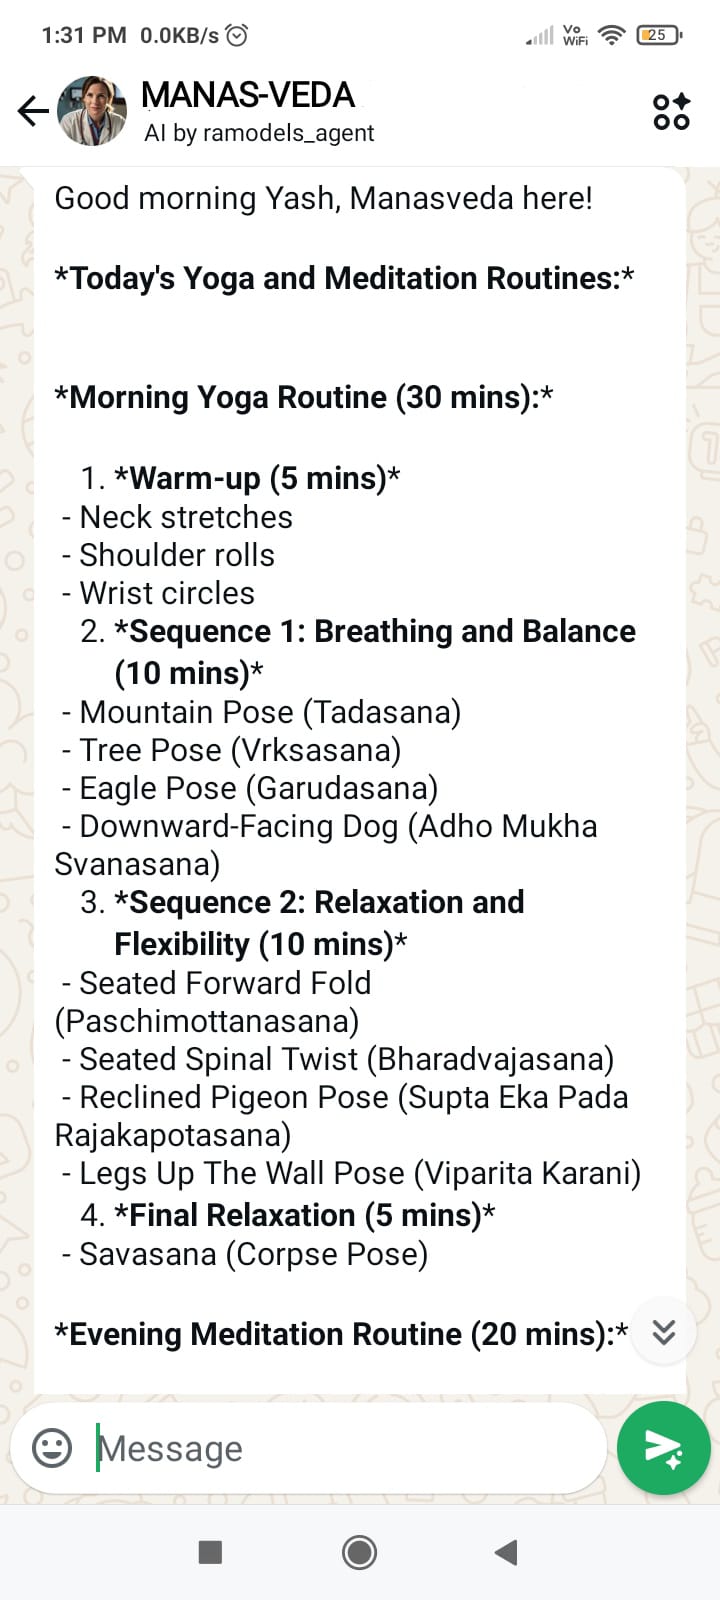 1:31 PM 0.0KB/s
Vo
WiFi
25
MANAS-VEDA
AI by ramodels_agent
Good morning Yash, Manasveda here!
*Today's Yoga and Meditation Routines:*
*Morning Yoga Routine (30 mins):*
1. *Warm-up (5 mins)*
- Neck stretches
- Shoulder rolls
- Wrist circles
2. *Sequence 1: Breathing and Balance
(10 mins)*
- Mountain Pose (Tadasana)
- Tree Pose (Vrksasana)
- Eagle Pose (Garudasana)
- Downward-Facing Dog (Adho Mukha
Svanasana)
3. *Sequence 2: Relaxation and
Flexibility (10 mins)*
- Seated Forward Fold
(Paschimottanasana)
- Seated Spinal Twist (Bharadvajasana)
- Reclined Pigeon Pose (Supta Eka Pada
Rajakapotasana)
- Legs Up The Wall Pose (Viparita Karani)
4. *Final Relaxation (5 mins)*
- Savasana (Corpse Pose)
*Evening Meditation Routine (20 mins):*
Message